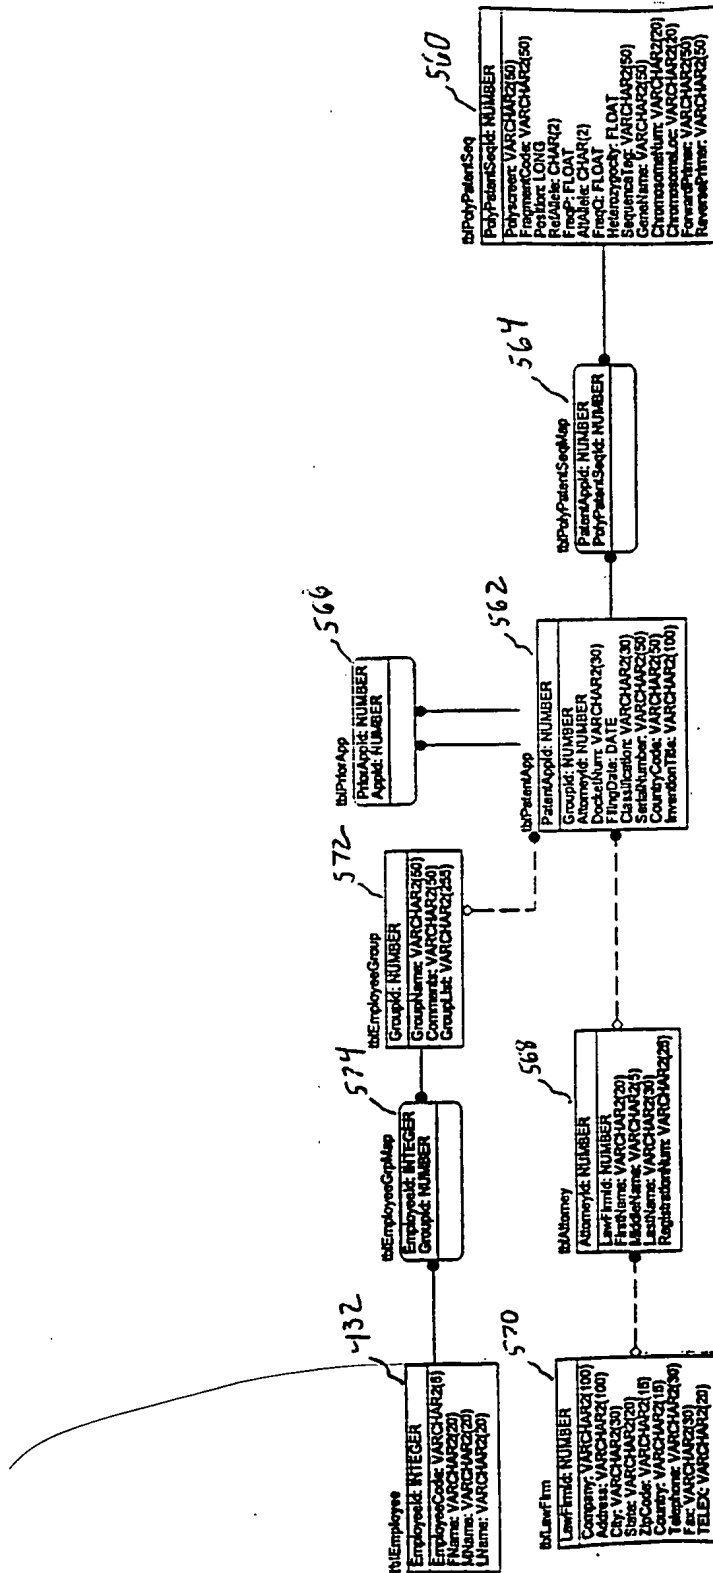 tblEmployee
432
EmployeeId: INTEGER
EmployeeCode: VARCHAR2(5)
FName: VARCHAR2(20)
MName: VARCHAR2(20)
LName: VARCHAR2(20)
tblEmployeeGrpMap
574
EmployeeId: INTEGER
GroupId: NUMBER
tblEmployeeGroup
572
GroupId: NUMBER
GroupName: VARCHAR2(50)
Comments: VARCHAR2(50)
GroupList: VARCHAR2(255)
tblPriorApp
566
PriorAppId: NUMBER
AppId: NUMBER
tblLawFirm
570
LawFirmId: NUMBER
Company: VARCHAR2(100)
Address: VARCHAR2(100)
City: VARCHAR2(30)
State: VARCHAR2(20)
ZipCode: VARCHAR2(15)
Country: VARCHAR2(15)
Telephone: VARCHAR2(30)
Fax: VARCHAR2(30)
TELEX: VARCHAR2(20)
tblAttorney
568
AttorneyId: NUMBER
LawFirmId: NUMBER
FirstName: VARCHAR2(20)
MiddleName: VARCHAR2(5)
LastName: VARCHAR2(30)
RegistrationNum: VARCHAR2(25)
tblPatentApp
562
PatentAppId: NUMBER
GroupId: NUMBER
AttorneyId: NUMBER
DocketNum: VARCHAR2(30)
FilingDate: DATE
Classification: VARCHAR2(30)
SerialNumber: VARCHAR2(50)
CountryCode: VARCHAR2(50)
InventionTitle: VARCHAR2(100)
tblPolyPatentSeqMap
564
PatentAppId: NUMBER
PolyPatentSeqId: NUMBER
tblPolyPatentSeq
560
PolyPatentSeqId: NUMBER
Polyscreen: VARCHAR2(50)
FragmentCode: VARCHAR2(50)
Position: LONG
RefAllele: CHAR(2)
FreqP: FLOAT
AltAllele: CHAR(2)
FreqQ: FLOAT
Heterozygocity: FLOAT
SequenceTag: VARCHAR2(50)
GeneName: VARCHAR2(50)
ChromosomeNum: VARCHAR2(20)
ChromosomeLoc: VARCHAR2(20)
ForwardPrimer: VARCHAR2(50)
ReversePrimer: VARCHAR2(50)